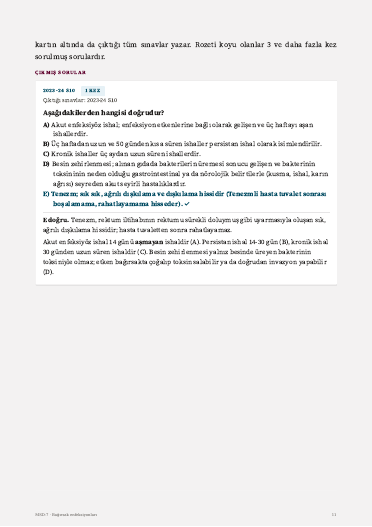 kartın altında da çıktığı tüm sınavlar yazar. Rozeti koyu olanlar 3 ve daha fazla kez
sorulmuş sorulardır.
ÇIKMIŞ SORULAR
2023-24 S10 1 KEZ
Çıktığı sınavlar: 2023-24 S10
Aşağıdakilerden hangisi doğrudur?
A) Akut enfeksiyöz ishal; enfeksiyon etkenlerine bağlı olarak gelişen ve üç haftayı aşan
ishallerdir.
B) Üç haftadan uzun ve 50 günden kısa süren ishaller persistan ishal olarak isimlendirilir.
C) Kronik ishaller üç aydan uzun süren ishallerdir.
D) Besin zehirlenmesi; alınan gıdada bakterilerin üremesi sonucu gelişen ve bakterinin
toksininin neden olduğu gastrointestinal ya da nörolojik belirtilerle (kusma, ishal, karın
ağrısı) seyreden akut seyirli hastalıklardır.
E) Tenezm; sık sık, ağrılı dışkılama ve dışkılama hissidir (Tenezmli hasta tuvalet sonrası
boşalamama, rahatlayamama hisseder). ✓
E doğru. Tenezm, rektum iltihabının rektumu sürekli doluymuş gibi uyarmasıyla oluşan sık,
ağrılı dışkılama hissidir; hasta tuvaletten sonra rahatlayamaz.
Akut enfeksiyöz ishal 14 günü aşmayan ishaldir (A). Persistan ishal 14-30 gün (B), kronik ishal
30 günden uzun süren ishaldir (C). Besin zehirlenmesi yalnız besinde üreyen bakterinin
toksiniyle olmaz; etken bağırsakta çoğalıp toksin salabilir ya da doğrudan invazyon yapabilir
(D).